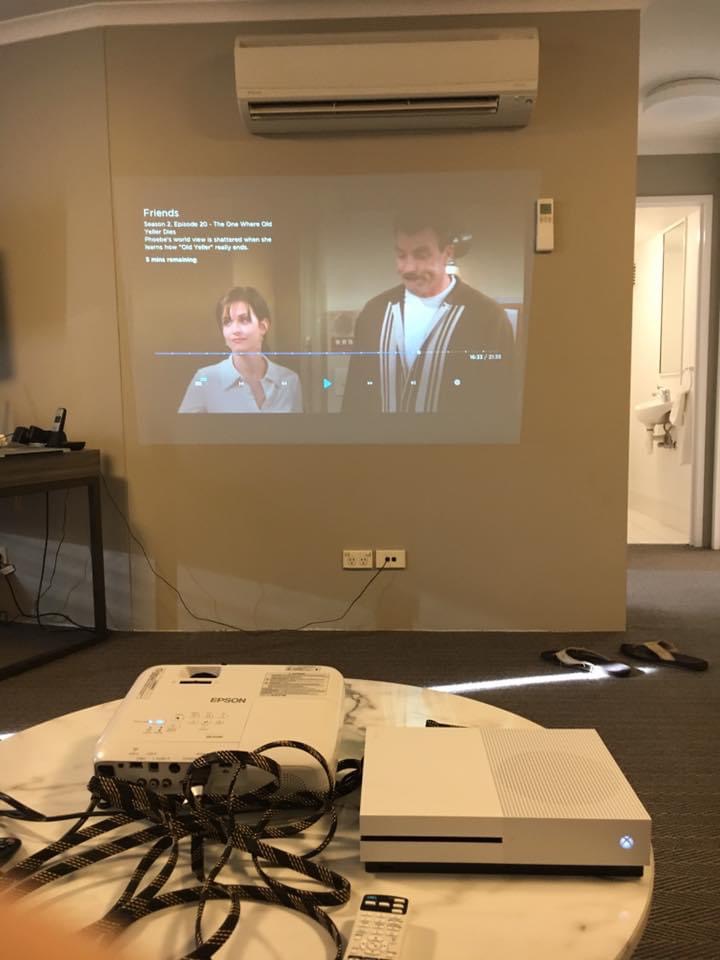 Friends
Season 2, Episode 20 - The One Where Old
Yeller Dies
Phoebe's world view is shattered when she
learns how "Old Yeller" really ends.
5 mins remaining
16:33 / 21:33
EPSON